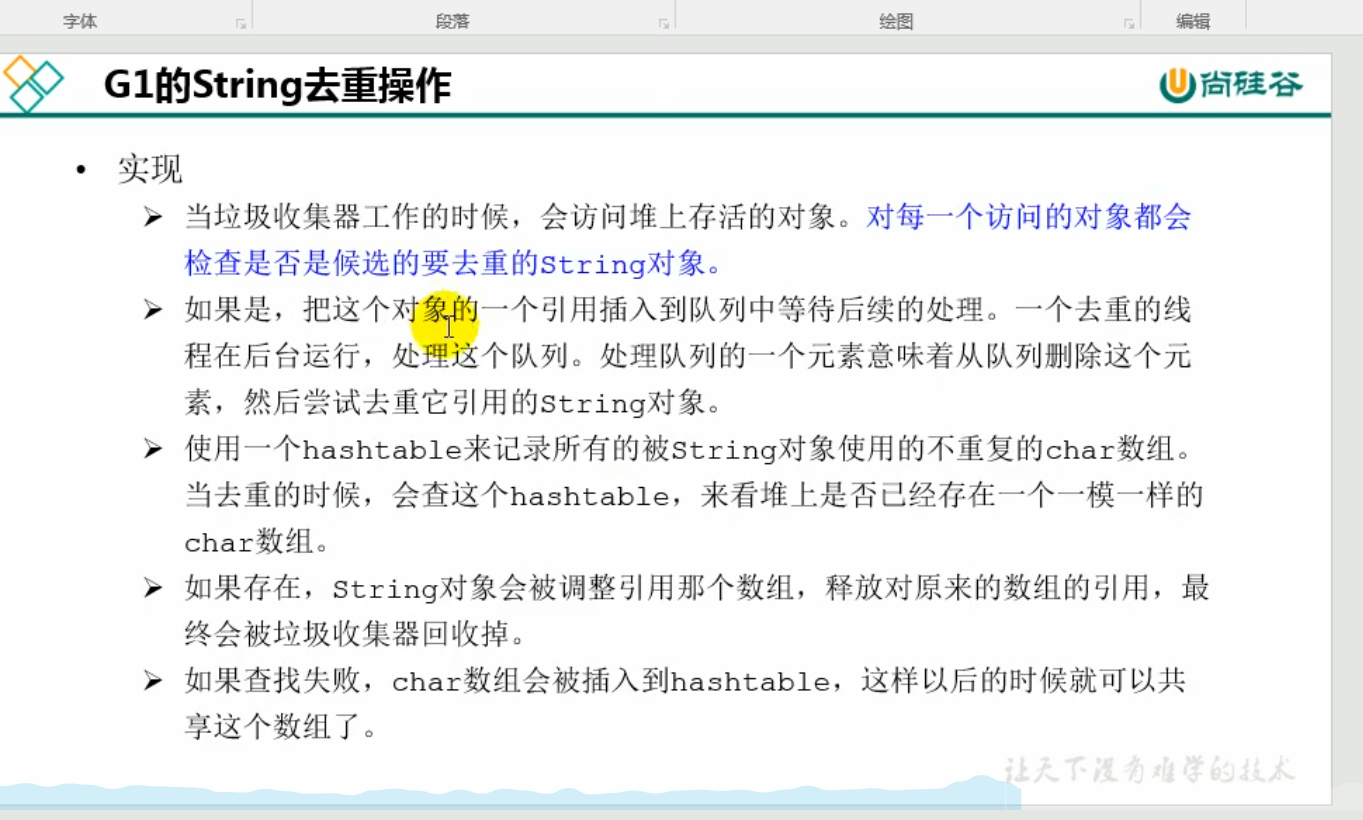 字体 段落 绘图 编辑
G1的String去重操作 尚硅谷
• 实现
➢ 当垃圾收集器工作的时候，会访问堆上存活的对象。对每一个访问的对象都会
检查是否是候选的要去重的String对象。
➢ 如果是，把这个对象的一个引用插入到队列中等待后续的处理。一个去重的线
程在后台运行，处理这个队列。处理队列的一个元素意味着从队列删除这个元
素，然后尝试去重它引用的String对象。
➢ 使用一个hashtable来记录所有的被String对象使用的不重复的char数组。
当去重的时候，会查这个hashtable，来看堆上是否已经存在一个一模一样的
char数组。
➢ 如果存在，String对象会被调整引用那个数组，释放对原来的数组的引用，最
终会被垃圾收集器回收掉。
➢ 如果查找失败，char数组会被插入到hashtable，这样以后的时候就可以共
享这个数组了。
让天下没有难学的技术